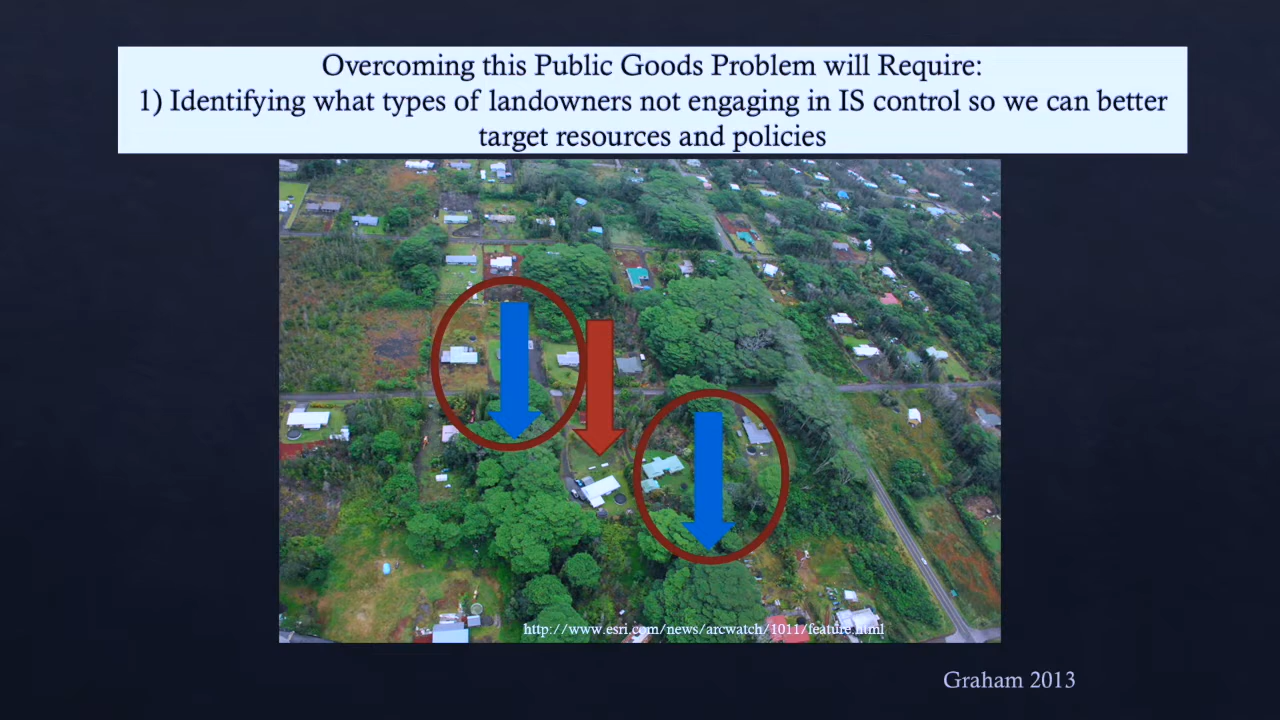 Overcoming this Public Goods Problem will Require:
1) Identifying what types of landowners not engaging in IS control so we can better
target resources and policies
http://www.esri.com/news/arcwatch/1011/feature.html
Graham 2013